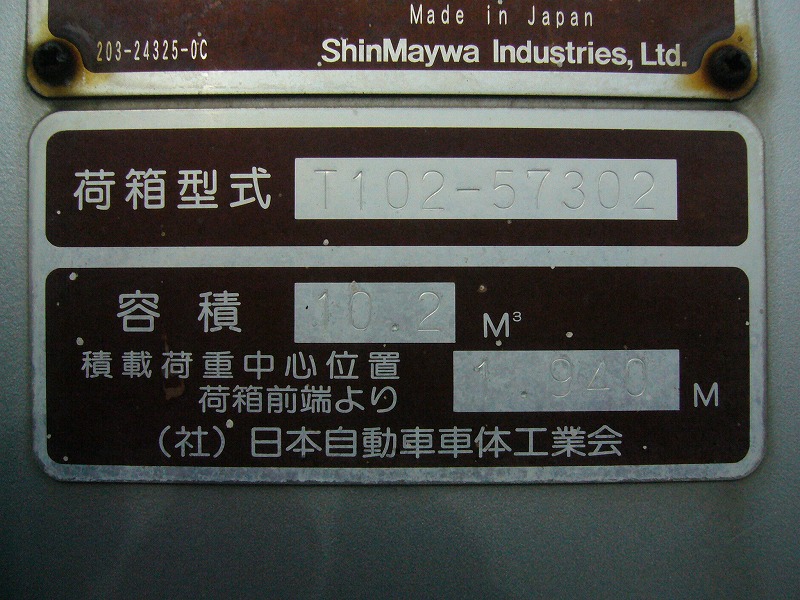 Made in Japan
203-24325-0C ShinMaywa Industries, Ltd.
荷箱型式 T102-57302
容積 10.2 M³
積載荷重中心位置
荷箱前端より 1.940 M
（社）日本自動車車体工業会